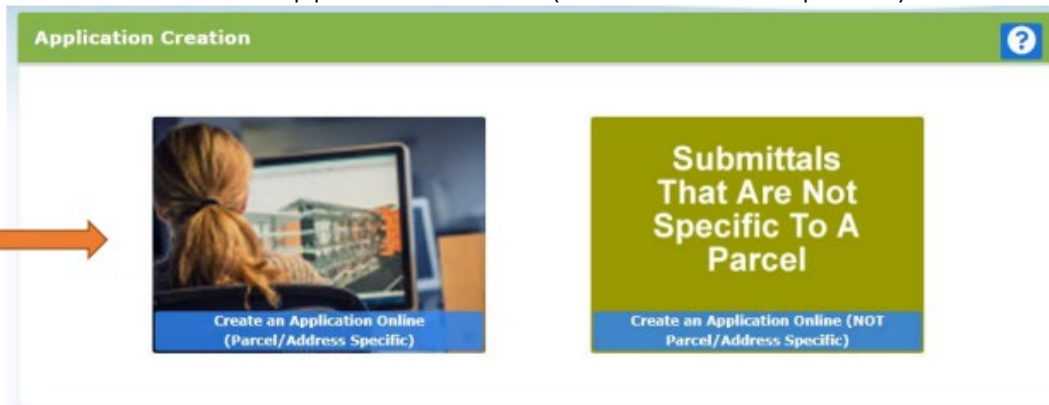 Application Creation
?
Submittals
That Are Not
Specific To A
Parcel
Create an Application Online
(Parcel/Address Specific)
Create an Application Online (NOT
Parcel/Address Specific)